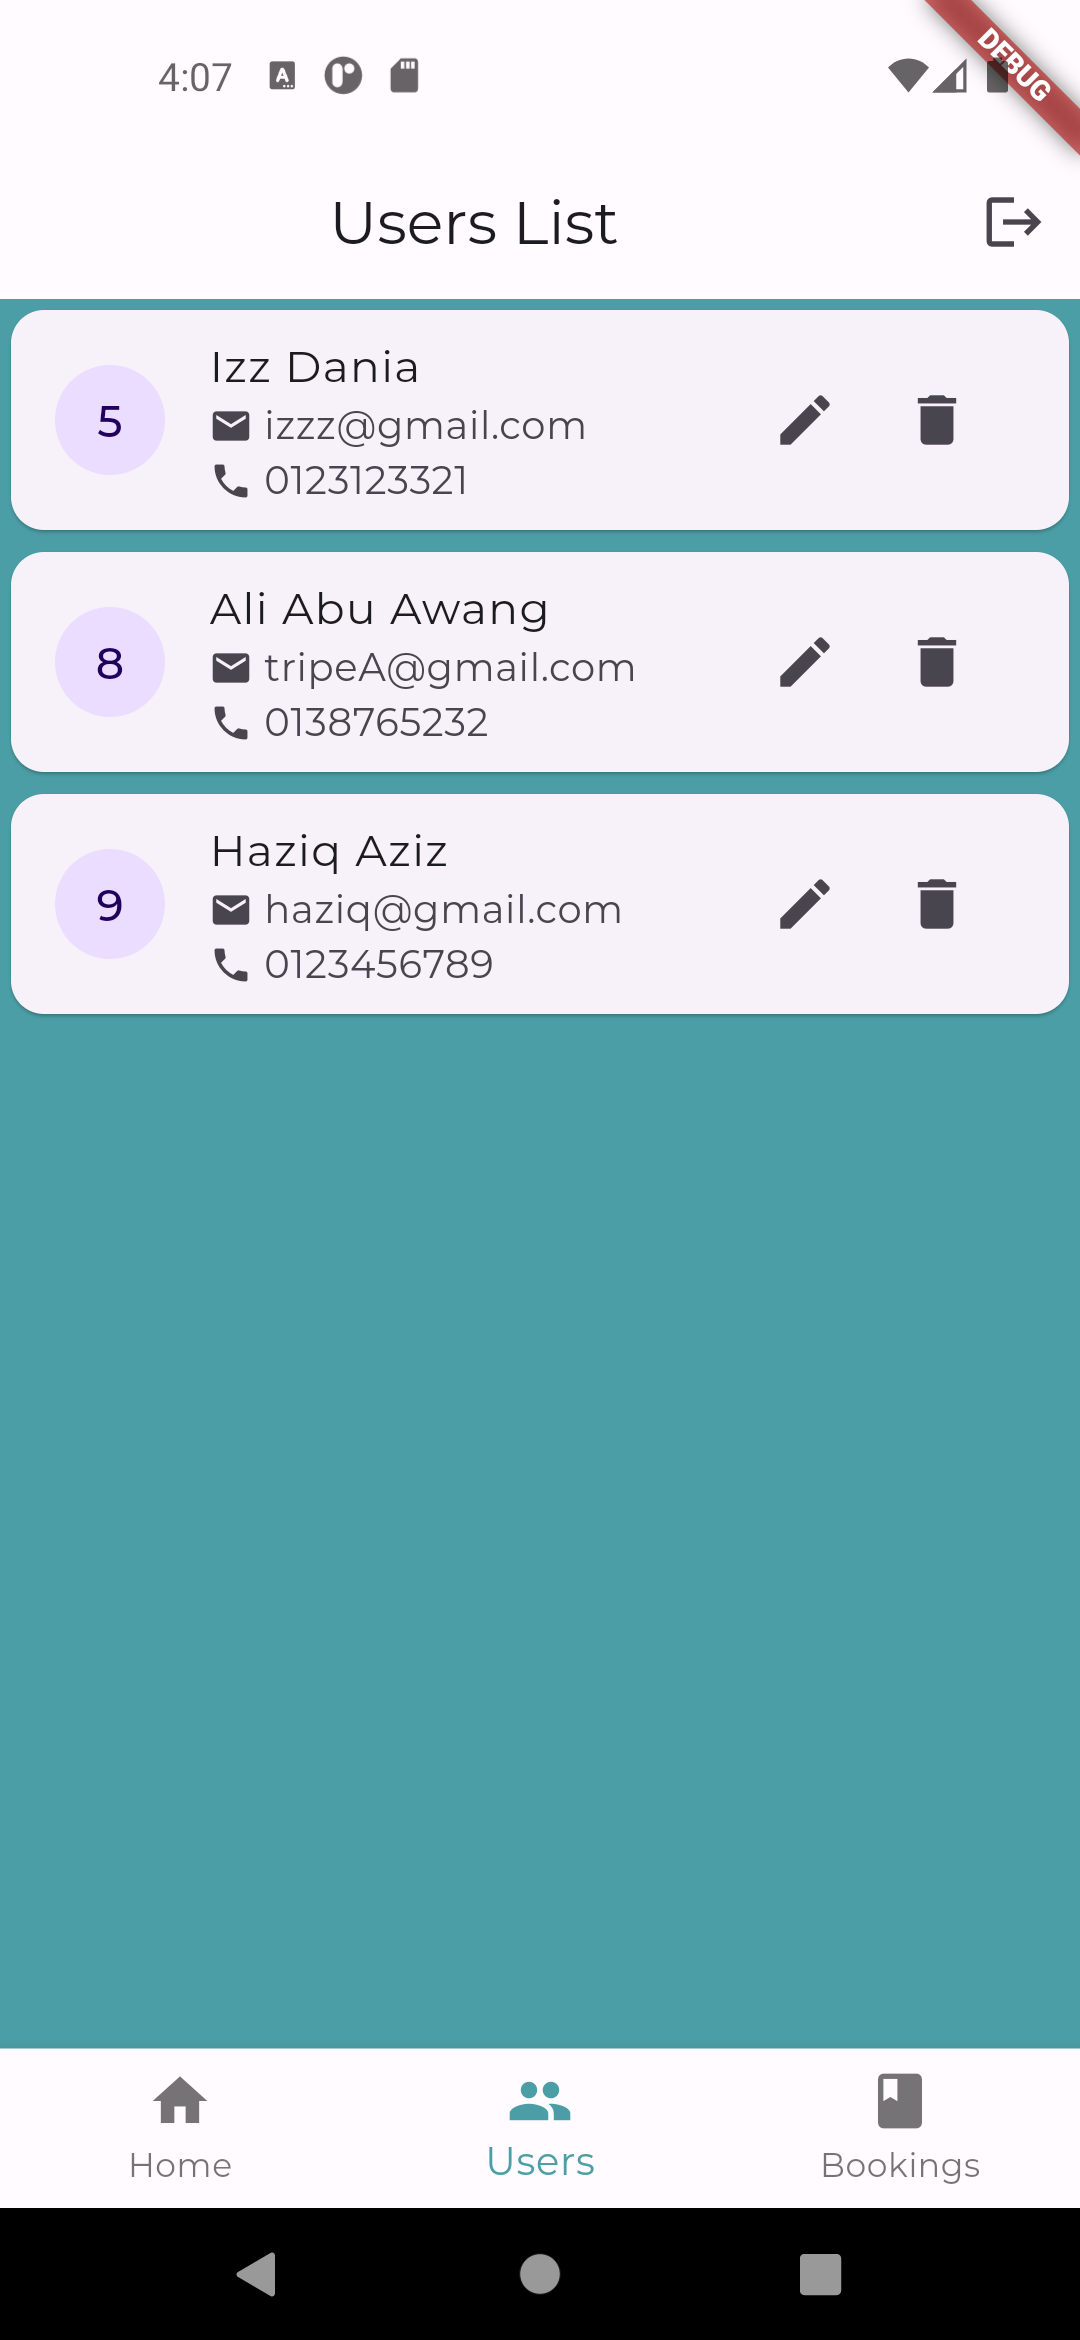 4:07
DEBUG
Users List
5
Izz Dania
izzz@gmail.com
0123123321
8
Ali Abu Awang
tripeA@gmail.com
0138765232
9
Haziq Aziz
haziq@gmail.com
0123456789
Home
Users
Bookings